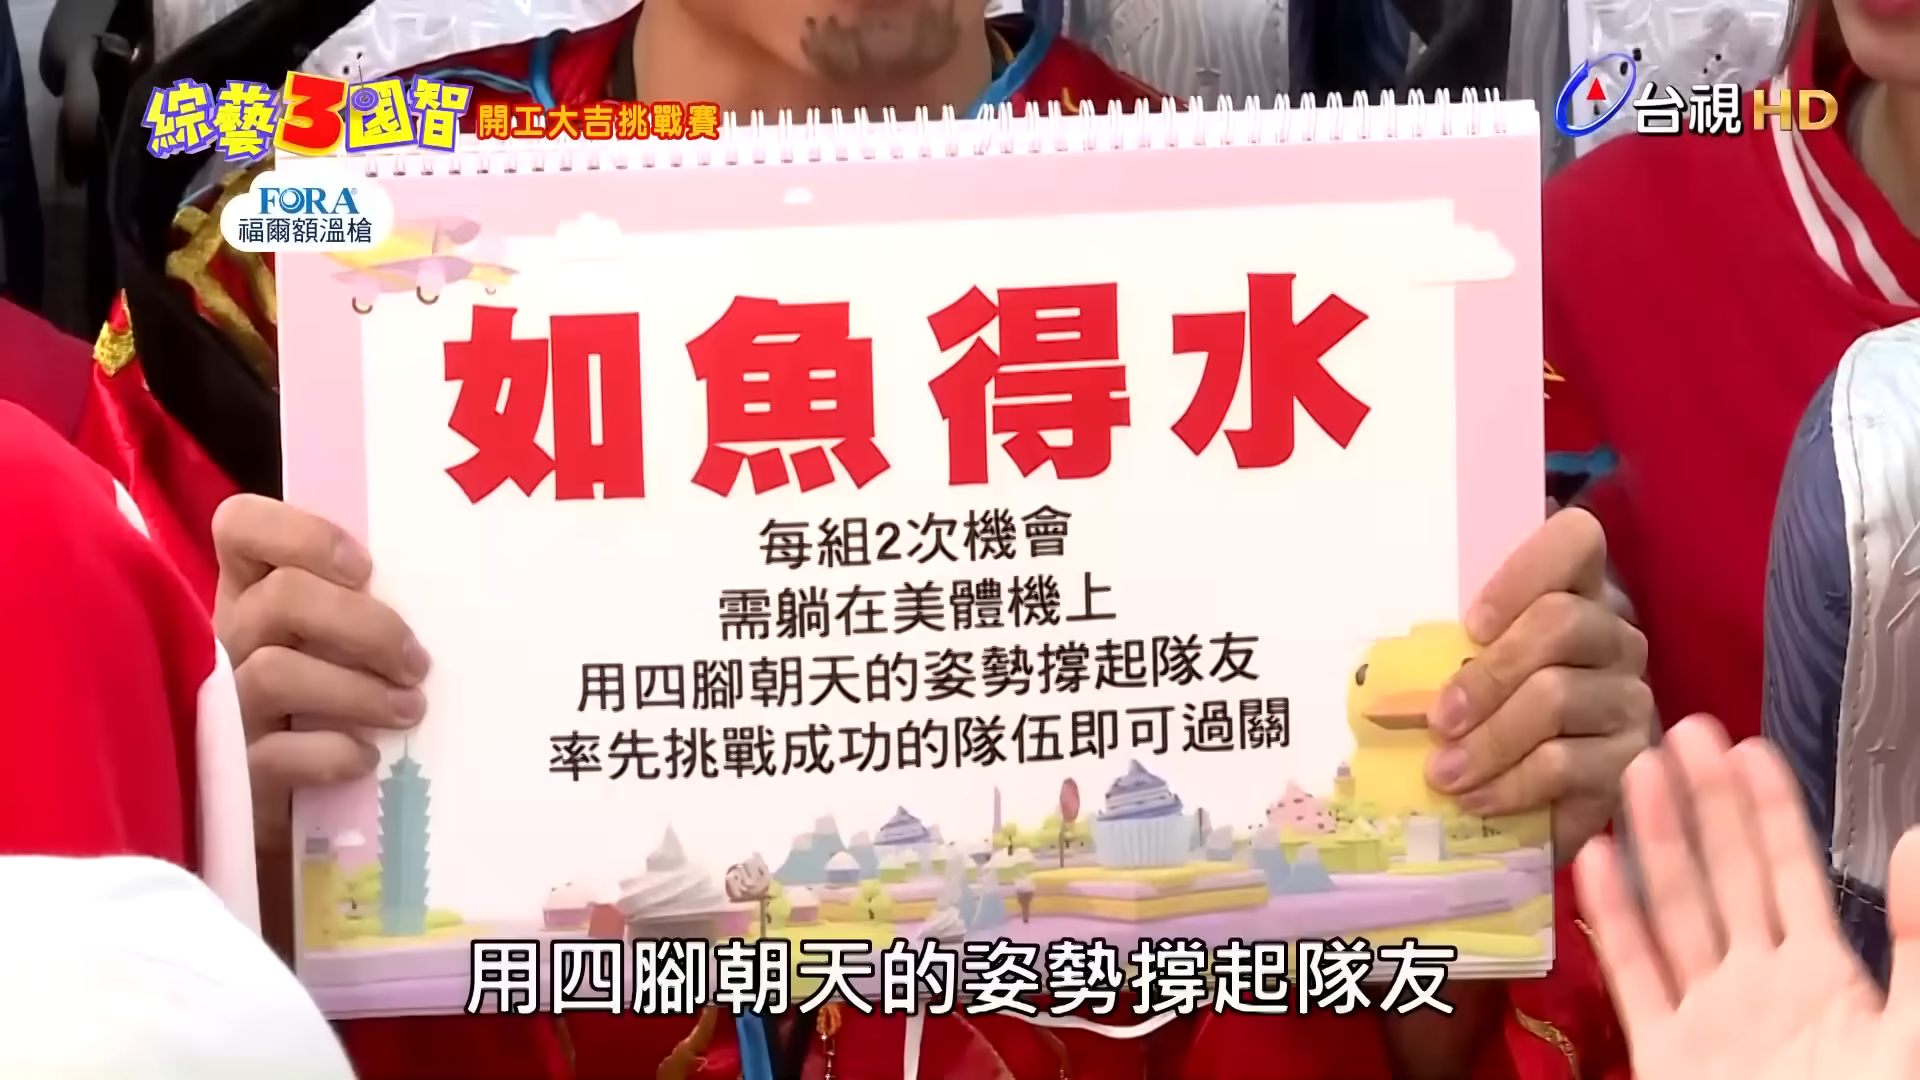 綜藝3國智
開工大吉挑戰賽
台視HD
FORA
福爾額溫槍
如魚得水
每組2次機會
需躺在美體機上
用四腳朝天的姿勢撐起隊友
率先挑戰成功的隊伍即可過關
用四腳朝天的姿勢撐起隊友